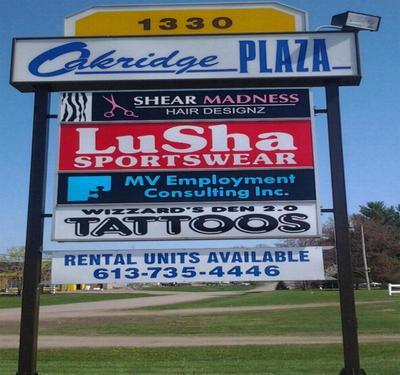 1330
Oakridge PLAZA
SHEAR MADNESS
HAIR DESIGNZ
LuSha
SPORTSWEAR
MV Employment
Consulting Inc.
WIZZARD'S DEN 2.0
TATTOOS
RENTAL UNITS AVAILABLE
613-735-4446